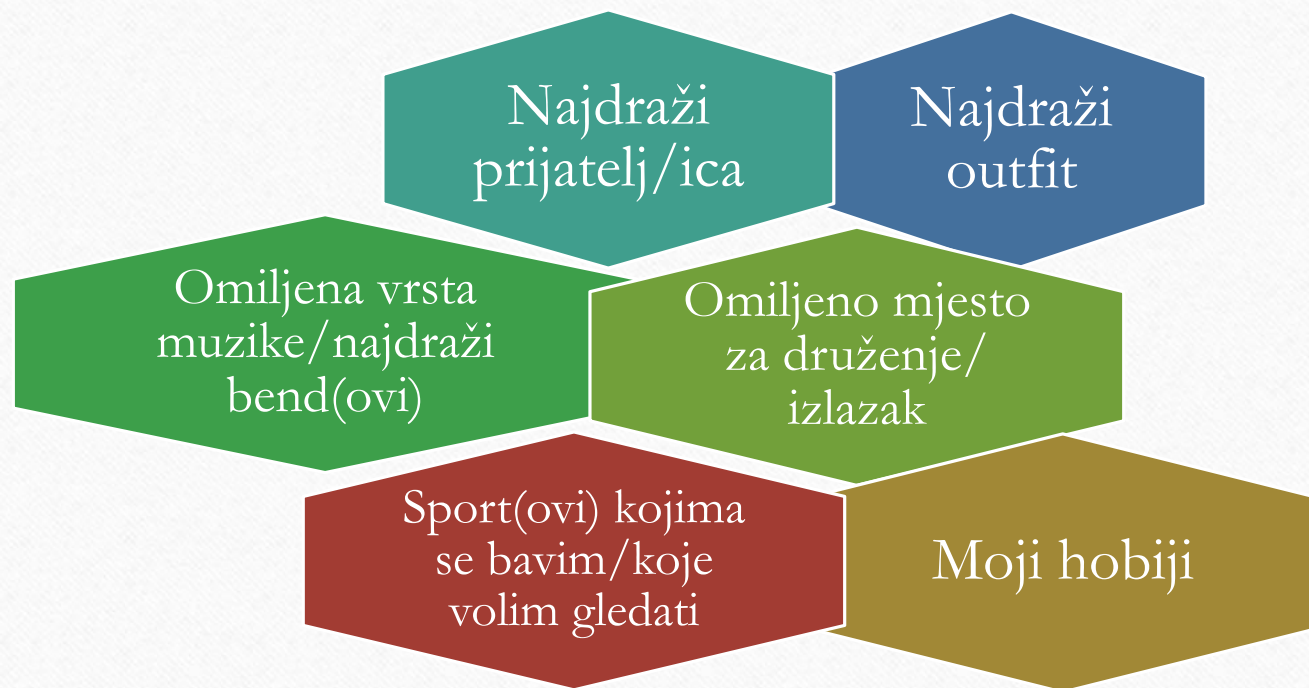 Najdraži
prijatelj/ica
Najdraži
outfit
Omiljena vrsta
muzike/najdraži
bend(ovi)
Omiljeno mjesto
za druženje/
izlazak
Sport(ovi) kojima
se bavim/koje
volim gledati
Moji hobiji